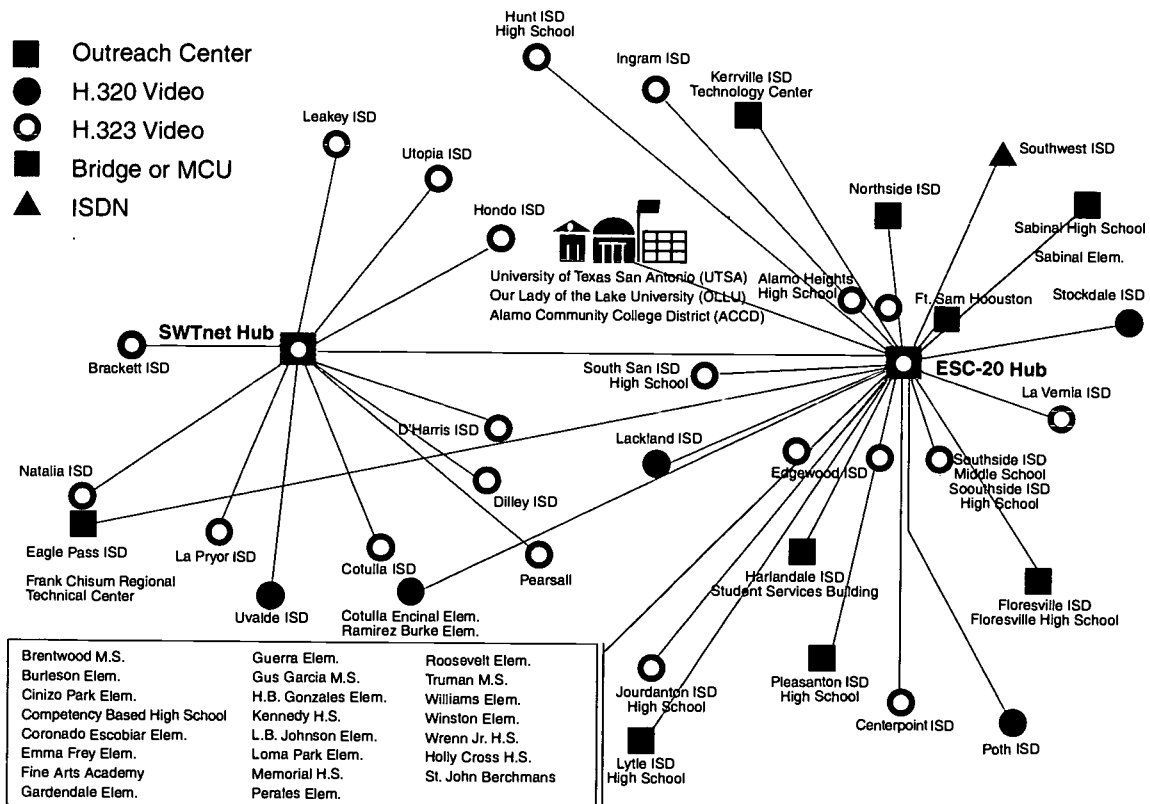 Outreach Center
H.320 Video
H.323 Video
Bridge or MCU
ISDN
Hunt ISD
High School
Ingram ISD
Kerrville ISD
Technology Center
Leakey ISD
Utopia ISD
Hondo ISD
Southwest ISD
Northside ISD
Sabinal High School
Sabinal Elem.
University of Texas San Antonio (UTSA)
Our Lady of the Lake University (OLLU)
Alamo Community College District (ACCD)
Alamo Heights
High School
Ft. Sam Hoouston
Stockdale ISD
SWTnet Hub
Brackett ISD
South San ISD
High School
ESC-20 Hub
La Vernia ISD
D'Harris ISD
Lackland ISD
Edgewood ISD
Southside ISD
Middle School
Soouthside ISD
High School
Natalia ISD
Dilley ISD
Eagle Pass ISD
Frank Chisum Regional
Technical Center
La Pryor ISD
Cotulla ISD
Pearsall
Uvalde ISD
Cotulla Encinal Elem.
Ramirez Burke Elem.
Harlandale ISD
Student Services Building
Floresville ISD
Floresville High School
Jourdanton ISD
High School
Pleasanton ISD
High School
Centerpoint ISD
Poth ISD
Lytle ISD
High School
Brentwood M.S.
Burleson Elem.
Cinizo Park Elem.
Competency Based High School
Coronado Escobiar Elem.
Emma Frey Elem.
Fine Arts Academy
Gardendale Elem.
Guerra Elem.
Gus Garcia M.S.
H.B. Gonzales Elem.
Kennedy H.S.
L.B. Johnson Elem.
Loma Park Elem.
Memorial H.S.
Perales Elem.
Roosevelt Elem.
Truman M.S.
Williams Elem.
Winston Elem.
Wrenn Jr. H.S.
Holly Cross H.S.
St. John Berchmans